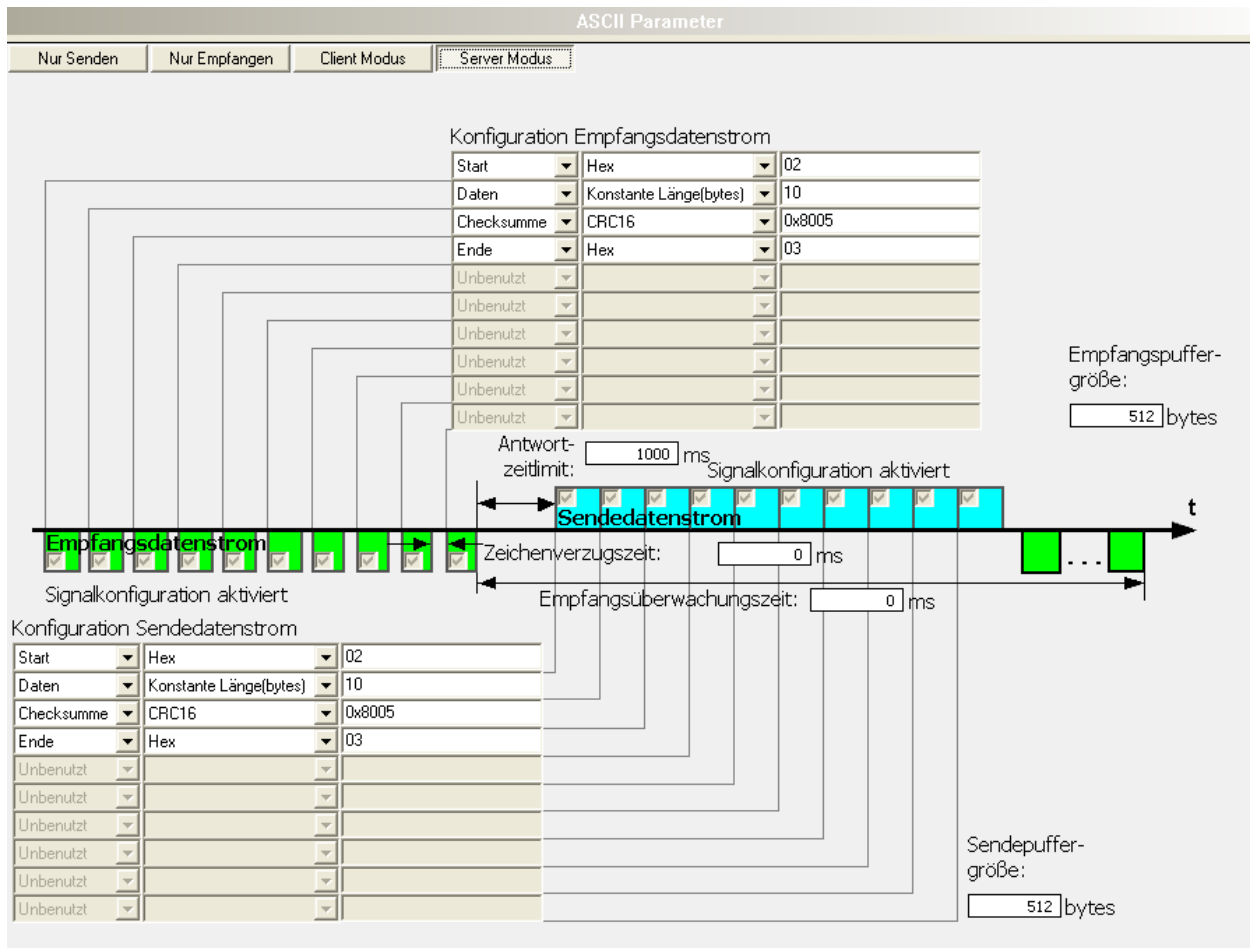 ASCII Parameter
Nur Senden Nur Empfangen Client Modus Server Modus
Konfiguration Empfangsdatenstrom
Start Hex 02
Daten Konstante Länge(bytes) 10
Checksumme CRC16 0x8005
Ende Hex 03
Unbenutzt
Unbenutzt
Unbenutzt
Unbenutzt
Unbenutzt
Unbenutzt
Empfangspuffer-
größe:
512 bytes
Antwort-
zeitlimit: 1000 ms
Signalkonfiguration aktiviert
Sendedatenstrom
t
Empfangsdatenstrom
Zeichenverzugszeit: 0 ms
Signalkonfiguration aktiviert
Empfangsüberwachungszeit: 0 ms
Konfiguration Sendedatenstrom
Start Hex 02
Daten Konstante Länge(bytes) 10
Checksumme CRC16 0x8005
Ende Hex 03
Unbenutzt
Unbenutzt
Unbenutzt
Unbenutzt
Unbenutzt
Unbenutzt
Sendepuffer-
größe:
512 bytes